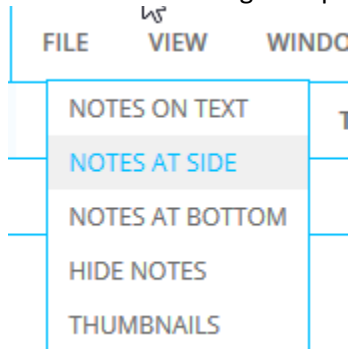 FILE VIEW WINDO
NOTES ON TEXT
NOTES AT SIDE
NOTES AT BOTTOM
HIDE NOTES
THUMBNAILS